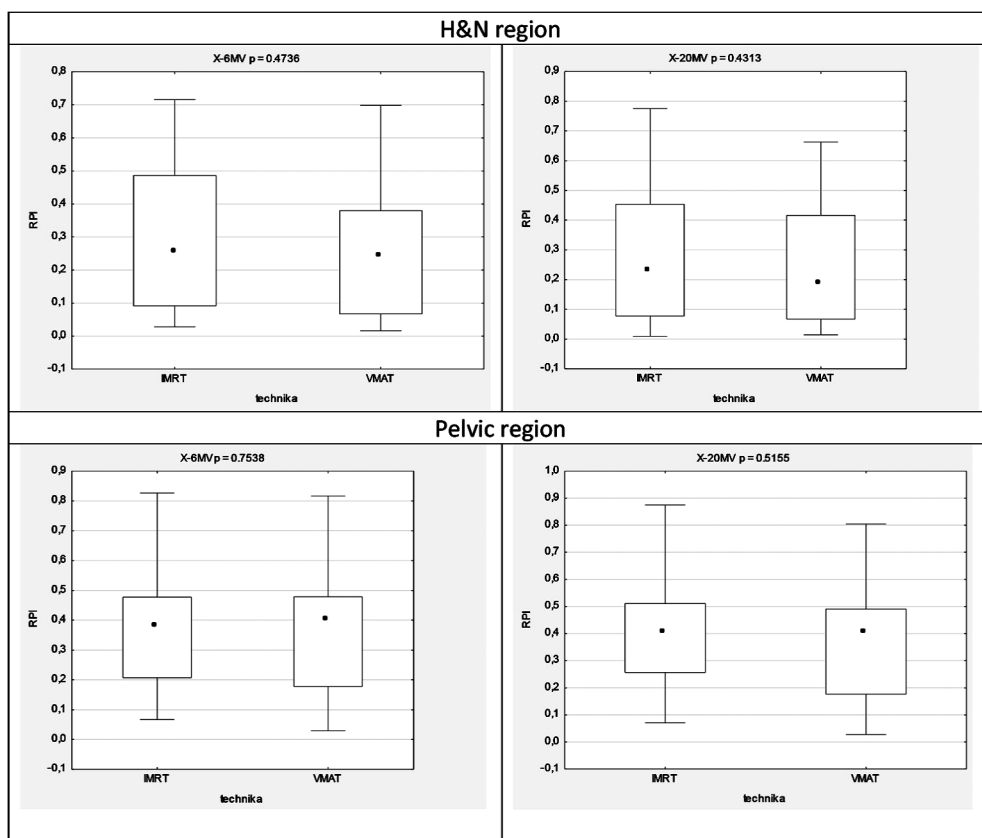 H&N region
X-6MV p = 0.4736
0,8
0,7
0,6
0,5
0,4
0,3
0,2
0,1
0,0
-0,1
RPI
IMRT VMAT
technika
X-20MV p = 0.4313
0,9
0,8
0,7
0,6
0,5
0,4
0,3
0,2
0,1
0,0
-0,1
RPI
IMRT VMAT
technika
Pelvic region
X-6MV p = 0.7538
0,9
0,8
0,7
0,6
0,5
0,4
0,3
0,2
0,1
0,0
-0,1
RPI
IMRT VMAT
technika
X-20MV p = 0.5155
1,0
0,9
0,8
0,7
0,6
0,5
0,4
0,3
0,2
0,1
0,0
-0,1
RPI
IMRT VMAT
technika